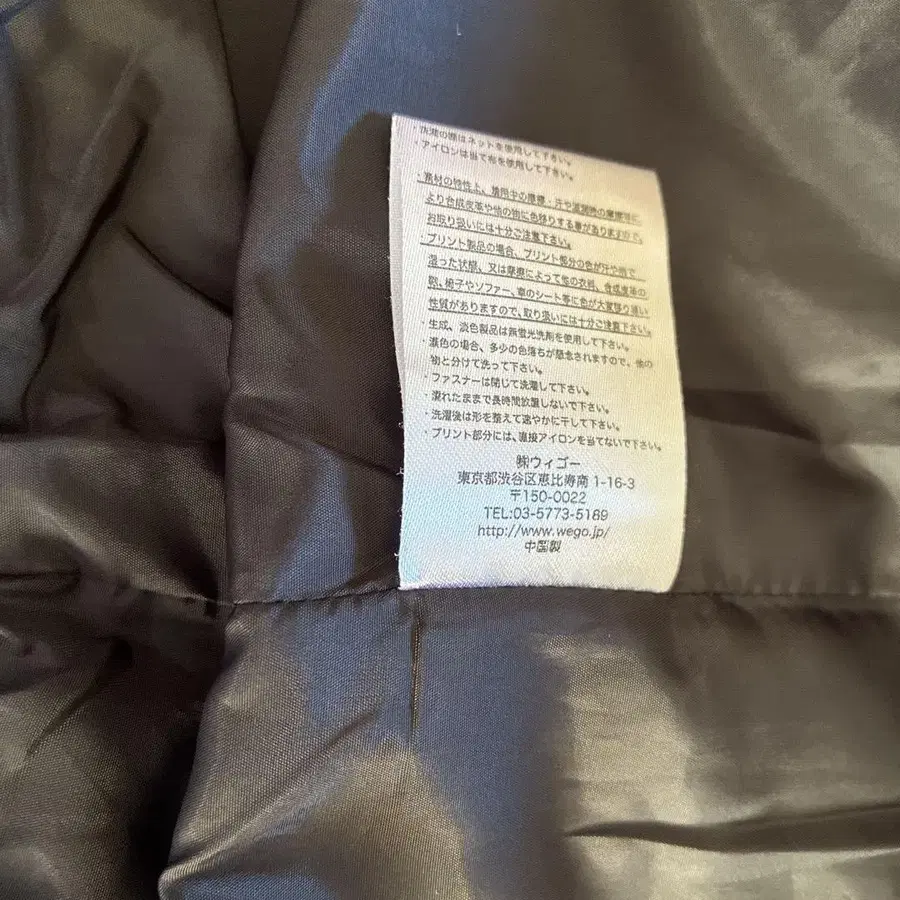 ・洗濯の際はネットを使用して下さい。
・アイロンは当て布を使用して下さい。
・素材の特性上、着用中の摩擦・汗や湿潤時の摩擦等に
より合成皮革や他の物に色移りする事がありますので、
お取り扱いには十分ご注意下さい。
・プリント製品の場合、プリント部分の色が汗や雨で
湿った状態、又は摩擦によって他の衣料、合成皮革の
鞄、椅子やソファー、車のシート等に色が大変移り易い
性質がありますので、取り扱いには十分ご注意下さい。
・生成、淡色製品は無蛍光洗剤を使用して下さい。
・濃色の場合、多少の色落ちが懸念されますので、他の
物と分けて洗って下さい。
・ファスナーは閉じて洗濯して下さい。
・濡れたままで長時間放置しないで下さい。
・洗濯後は形を整えて速やかに干して下さい。
・プリント部分には、直接アイロンを当てないで下さい。
㈱ウィゴー
東京都渋谷区恵比寿南 1-16-3
〒150-0022
TEL:03-5773-5189
http://www.wego.jp/
中国製